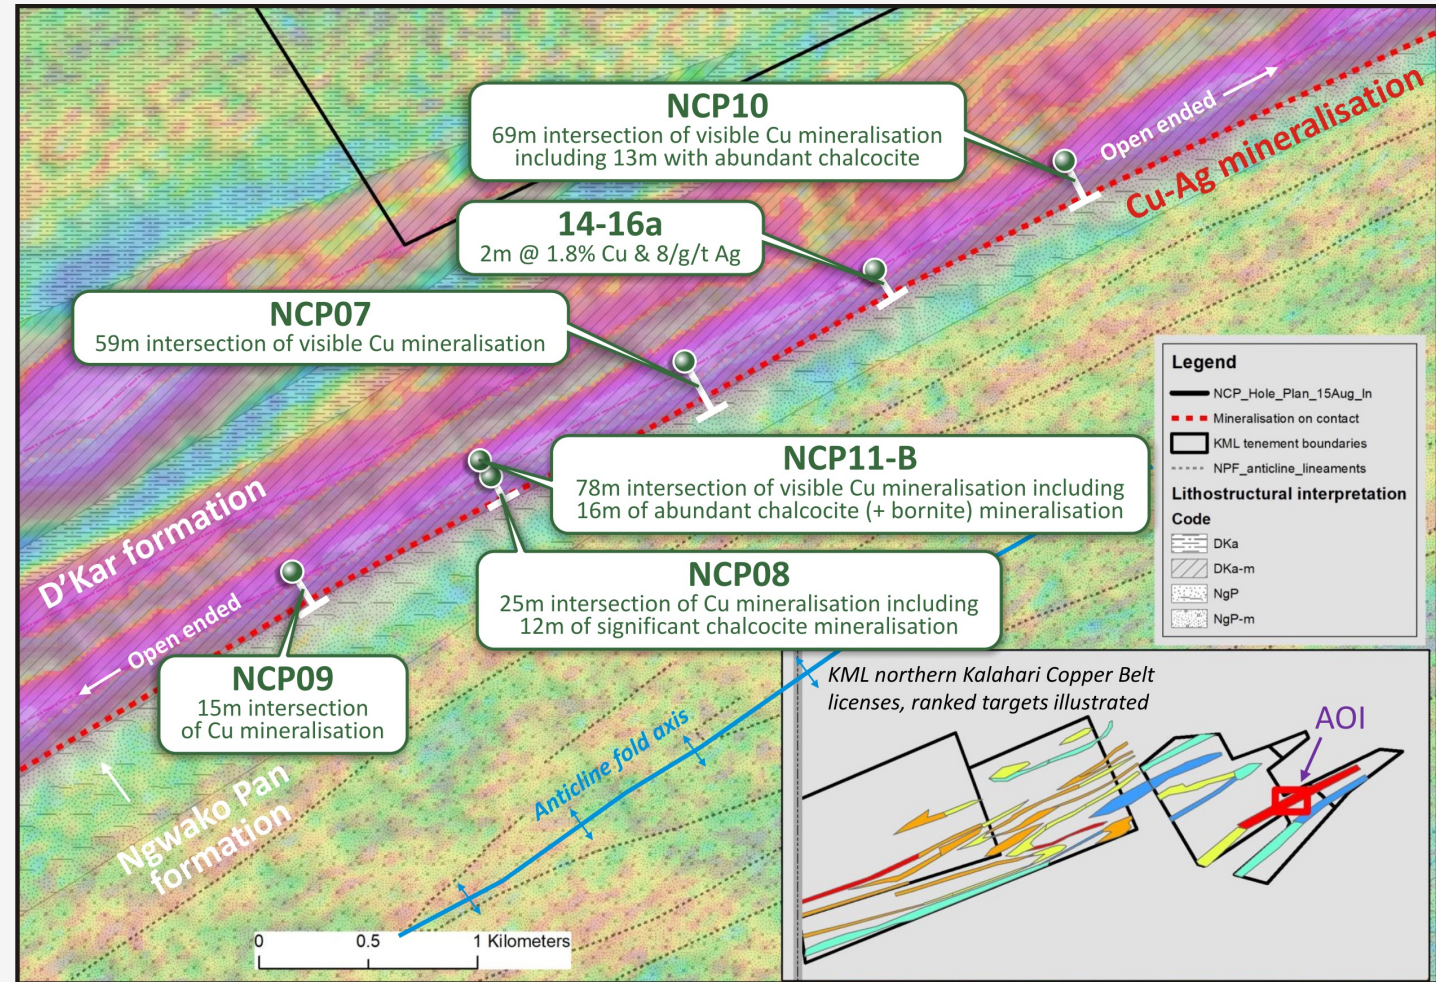 NCP10
69m intersection of visible Cu mineralisation
including 13m with abundant chalcocite
Open ended
Cu-Ag mineralisation
14-16a
2m @ 1.8% Cu & 8/g/t Ag
NCP07
59m intersection of visible Cu mineralisation
NCP11-B
78m intersection of visible Cu mineralisation including
16m of abundant chalcocite (+ bornite) mineralisation
NCP08
25m intersection of Cu mineralisation including
12m of significant chalcocite mineralisation
D'Kar formation
Open ended
NCP09
15m intersection
of Cu mineralisation
Ngwako Pan
formation
Anticline fold axis
0 0.5 1 Kilometers
Legend
NCP_Hole_Plan_15Aug_ln
Mineralisation on contact
KML tenement boundaries
NPF_anticline_lineaments
Lithostructural interpretation
Code
DKa
DKa-m
NgP
NgP-m
KML northern Kalahari Copper Belt
licenses, ranked targets illustrated
AOI